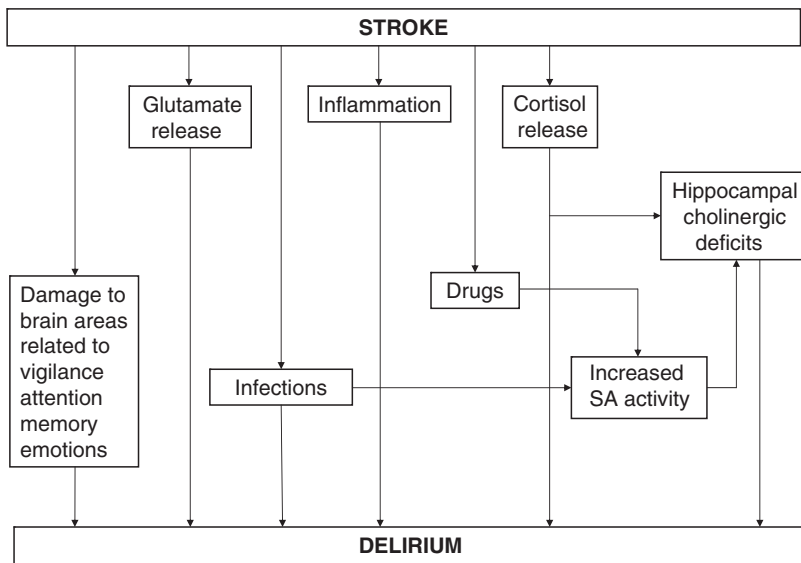 STROKE
Glutamate
release
Inflammation
Cortisol
release
Hippocampal
cholinergic
deficits
Damage to
brain areas
related to
vigilance
attention
memory
emotions
Drugs
Infections
Increased
SA activity
DELIRIUM